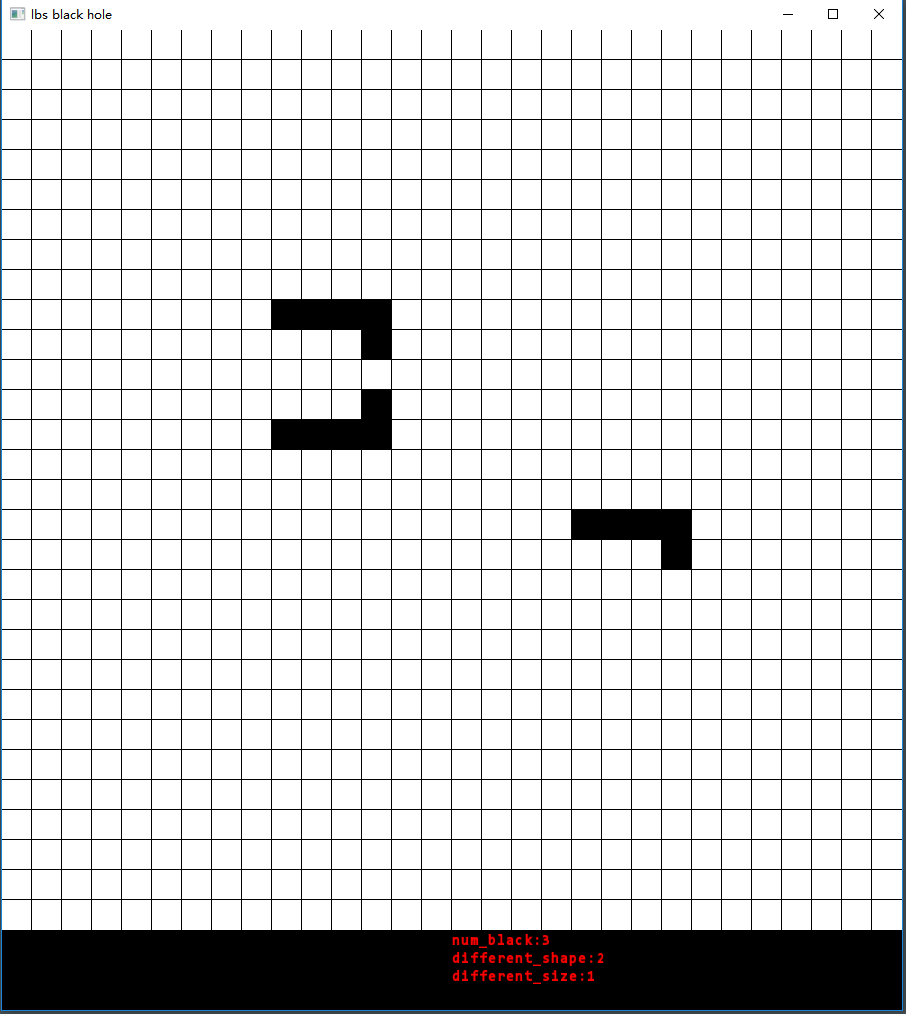 lbs black hole
num_black:3
different_shape:2
different_size:1